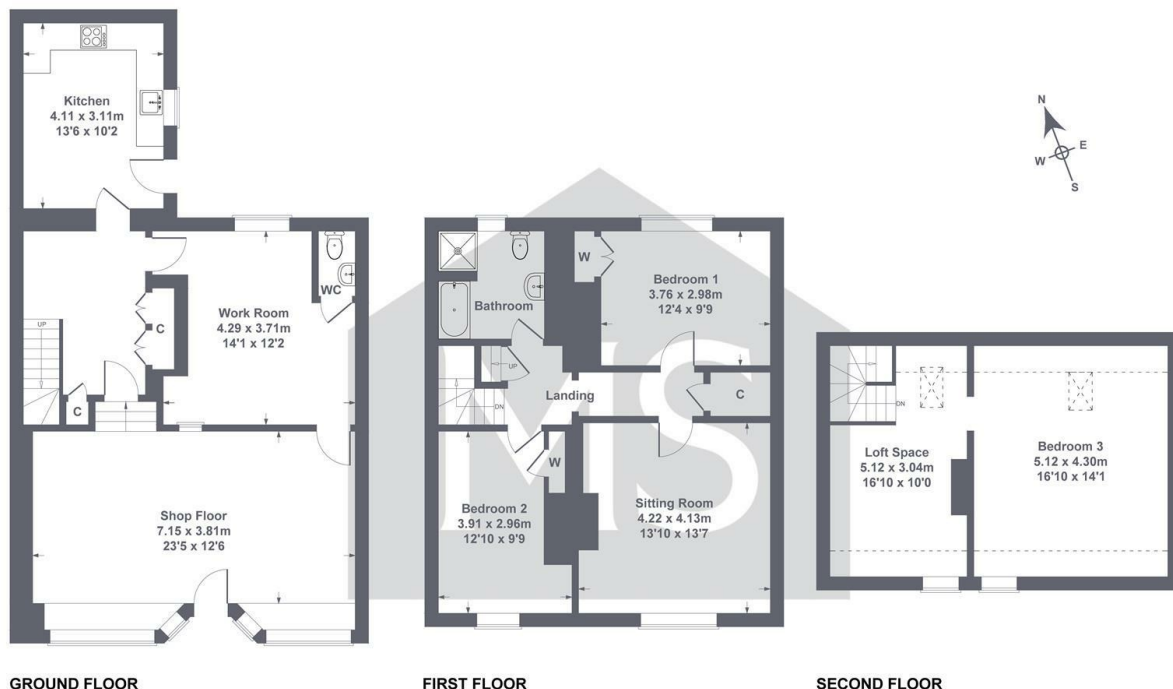 Kitchen
4.11 x 3.11m
13'6 x 10'2
N
E
W
S
WC
Work Room
4.29 x 3.71m
14'1 x 12'2
UP
C
C
Shop Floor
7.15 x 3.81m
23'5 x 12'6
GROUND FLOOR
W
Bathroom
Bedroom 1
3.76 x 2.98m
12'4 x 9'9
UP
DN
Landing
C
W
Bedroom 2
3.91 x 2.96m
12'10 x 9'9
Sitting Room
4.22 x 4.13m
13'10 x 13'7
MS
FIRST FLOOR
DN
Loft Space
5.12 x 3.04m
16'10 x 10'0
Bedroom 3
5.12 x 4.30m
16'10 x 14'1
SECOND FLOOR